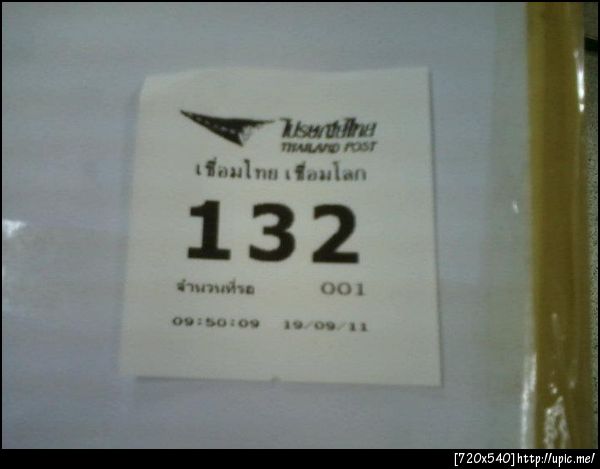 ไปรษณีย์ไทย
THAILAND POST
เชื่อมไทย เชื่อมโลก
132
จำนวนที่รอ 001
09:50:09 19/09/11
[720x540]http://upic.me/